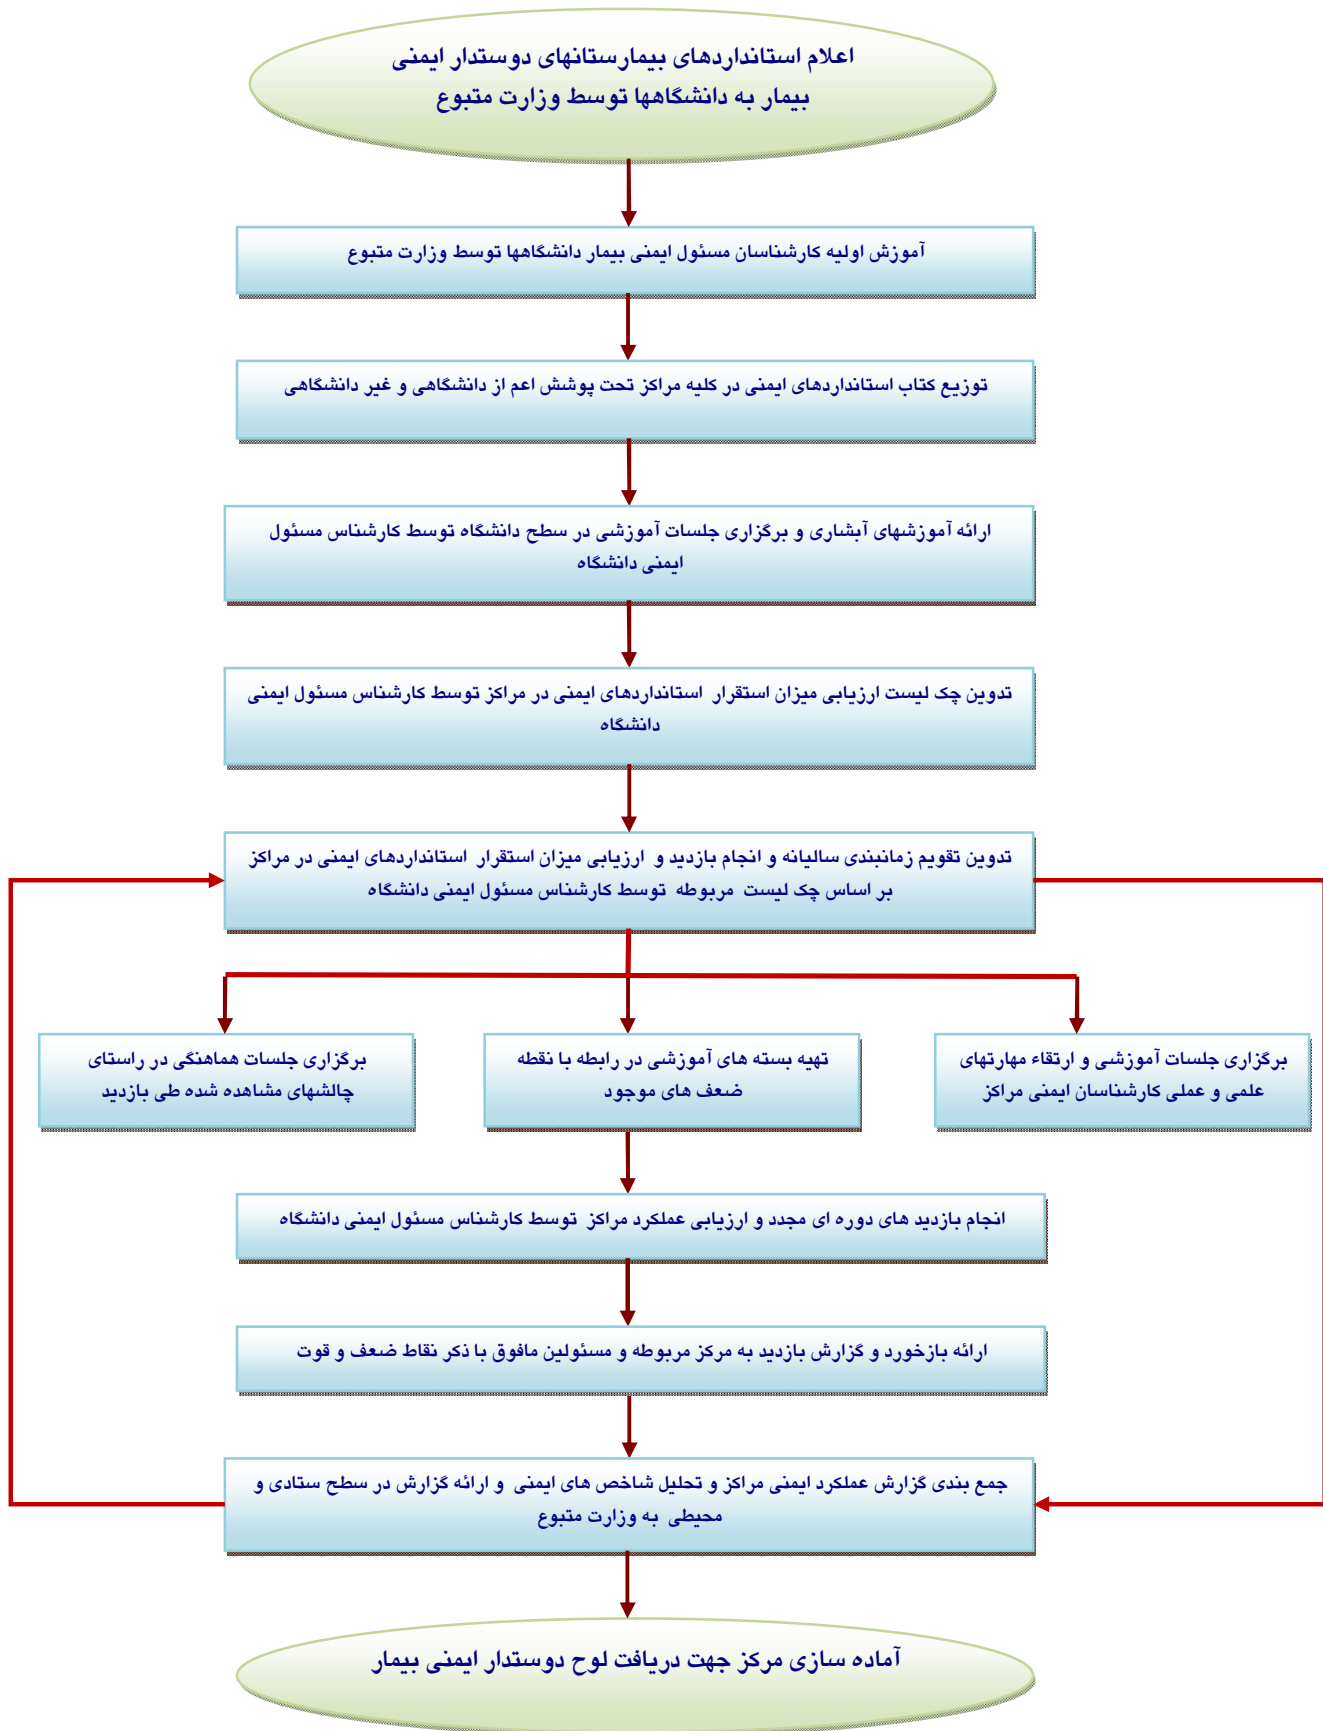 اعلام استانداردهای بیمارستانهای دوستدار ایمنی
بیمار به دانشگاهها توسط وزارت متبوع
آموزش اولیه کارشناسان مسئول ایمنی بیمار دانشگاهها توسط وزارت متبوع
توزیع کتاب استانداردهای ایمنی در کلیه مراکز تحت پوشش اعم از دانشگاهی و غیر دانشگاهی
ارائه آموزشهای آبشاری و برگزاری جلسات آموزشی در سطح دانشگاه توسط کارشناس مسئول
ایمنی دانشگاه
تدوین چک لیست ارزیابی میزان استقرار استانداردهای ایمنی در مراکز توسط کارشناس مسئول ایمنی
دانشگاه
تدوین تقویم زمانبندی سالیانه و انجام بازدید و ارزیابی میزان استقرار استانداردهای ایمنی در مراکز
بر اساس چک لیست مربوطه توسط کارشناس مسئول ایمنی دانشگاه
برگزاری جلسات آموزشی و ارتقاء مهارتهای
علمی و عملی کارشناسان ایمنی مراکز
تهیه بسته های آموزشی در رابطه با نقطه
ضعف های موجود
برگزاری جلسات هماهنگی در راستای
چالشهای مشاهده شده طی بازدید
انجام بازدید های دوره ای مجدد و ارزیابی عملکرد مراکز توسط کارشناس مسئول ایمنی دانشگاه
ارائه بازخورد و گزارش بازدید به مرکز مربوطه و مسئولین مافوق با ذکر نقاط ضعف و قوت
جمع بندی گزارش عملکرد ایمنی مراکز و تحلیل شاخص های ایمنی و ارائه گزارش در سطح ستادی و
محیطی به وزارت متبوع
آماده سازی مرکز جهت دریافت لوح دوستدار ایمنی بیمار